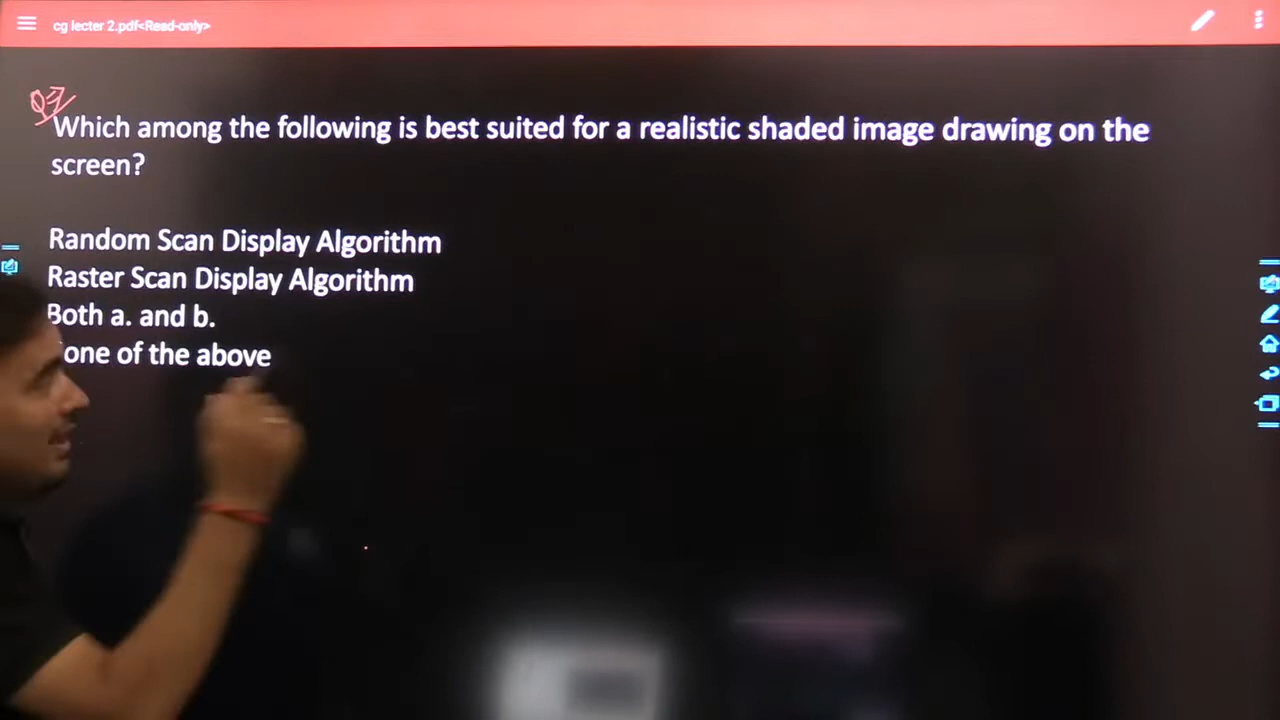 cg lecter 2.pdf<Read-only>
Q7
Which among the following is best suited for a realistic shaded image drawing on the
screen?
Random Scan Display Algorithm
Raster Scan Display Algorithm
Both a. and b.
one of the above